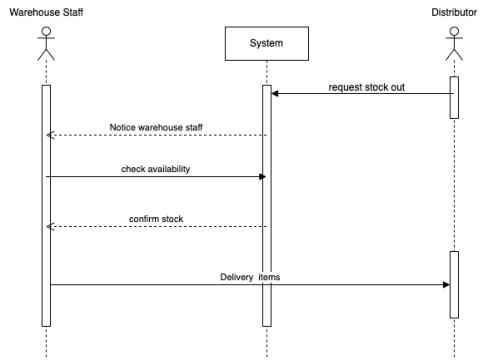 Warehouse Staff
Distributor
System
request stock out
Notice warehouse staff
check availability
confirm stock
Delivery items